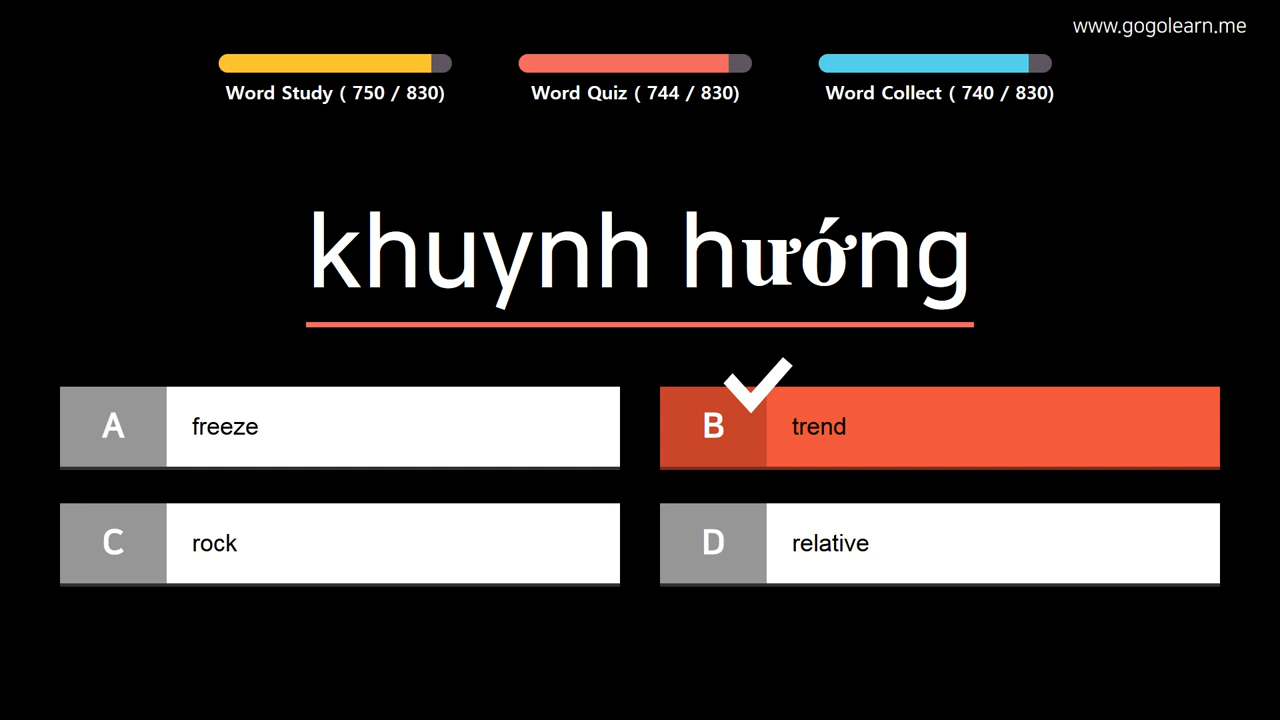 www.gogolearn.me
Word Study ( 750 / 830)
Word Quiz ( 744 / 830)
Word Collect ( 740 / 830)
khuynh hướng
A freeze
B trend
C rock
D relative